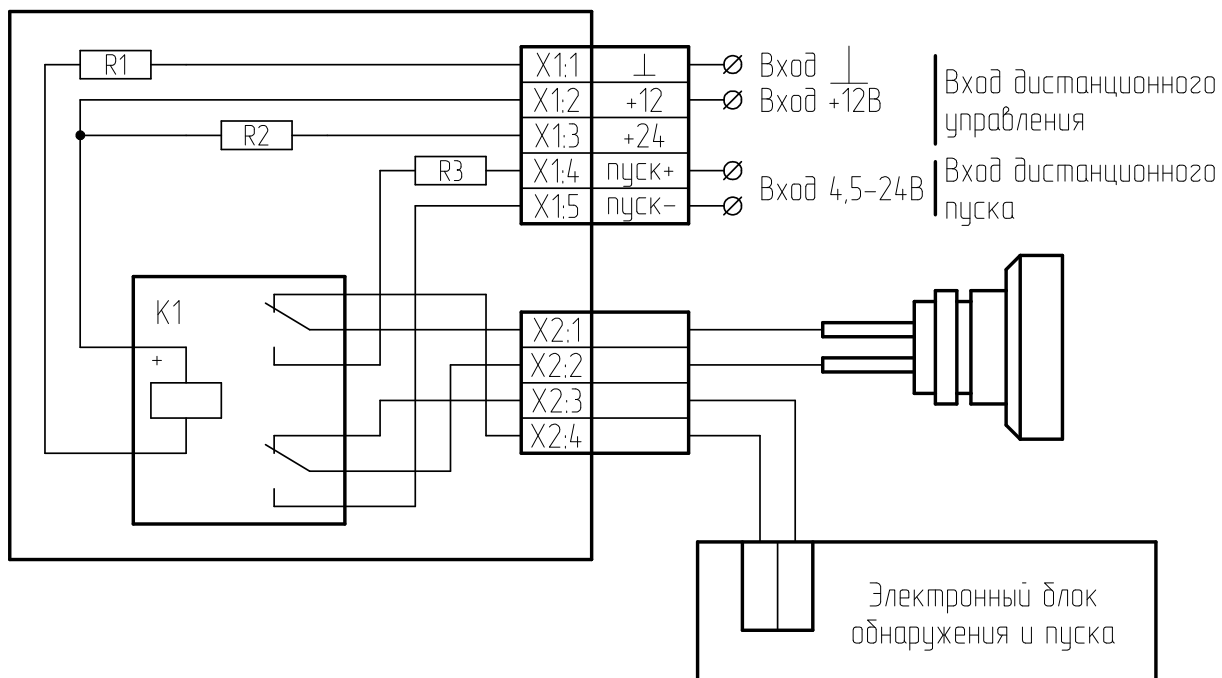 R1
X1:1 ⊥ Вход ⊥
X1:2 +12 Вход +12В
Вход дистанционного
управления
R2
X1:3 +24
R3
X1:4 пуск+
X1:5 пуск-
Вход 4,5-24В
Вход дистанционного
пуска
K1
+
X2:1
X2:2
X2:3
X2:4
Электронный блок
обнаружения и пуска